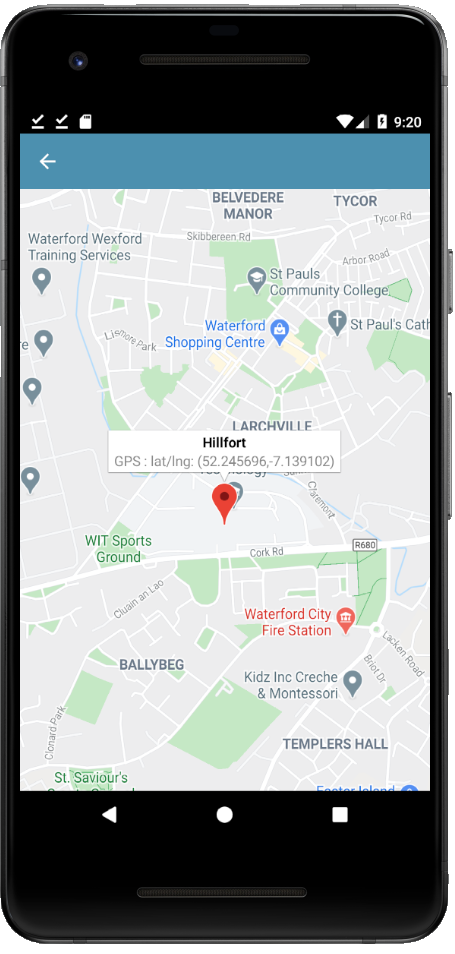 9:20
BELVEDERE
MANOR
TYCOR
Tycor Rd
Skibbereen Rd
Waterford Wexford
Training Services
Arbor Road
St Pauls
Community College
Waterford
Shopping Centre
St Paul's Cath
re
Lismore Park
LARCHVILLE
Hillfort
GPS : lat/lng: (52.245696,-7.139102)
Claremont
WIT Sports
Ground
R680
Cork Rd
Cluain an Lao
Waterford City
Fire Station
Lacken Road
BALLYBEG
Briot Dr
Kidz Inc Creche
& Montessori
Clonard Park
TEMPLERS HALL
St. Saviour's